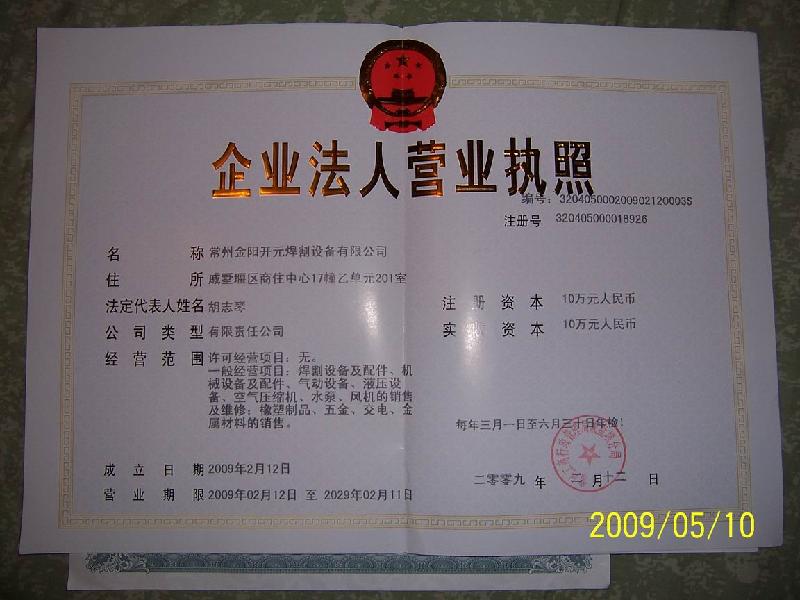 企业法人营业执照
编号: 320405000200902120003S
注册号 320405000018926
名称 常州金阳开元焊割设备有限公司
住所 戚墅堰区商住中心17幢乙单元201室
法定代表人姓名 胡志琴
注册资本 10万元人民币
公司类型 有限责任公司
实收资本 10万元人民币
经营范围 许可经营项目: 无。
一般经营项目: 焊割设备及配件、机
械设备及配件、气动设备、液压设
备、空气压缩机、水泵、风机的销售
及维修; 橡塑制品、五金、交电、金
属材料的销售。
每年三月一日至六月三十日年检!
成立日期 2009年2月12日
二零零九 年 二 月 十二 日
营业期限 2009年02月12日 至 2029年02月11日
2009/05/10